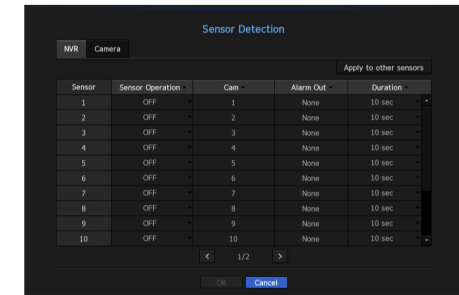 Sensor Detection
NVR Camera
Apply to other sensors
Sensor Sensor Operation Cam Alarm Out Duration
1 OFF 1 None 10 sec
2 OFF 2 None 10 sec
3 OFF 3 None 10 sec
4 OFF 4 None 10 sec
5 OFF 5 None 10 sec
6 OFF 6 None 10 sec
7 OFF 7 None 10 sec
8 OFF 8 None 10 sec
9 OFF 9 None 10 sec
10 OFF 10 None 10 sec
< 1/2 >
OK Cancel